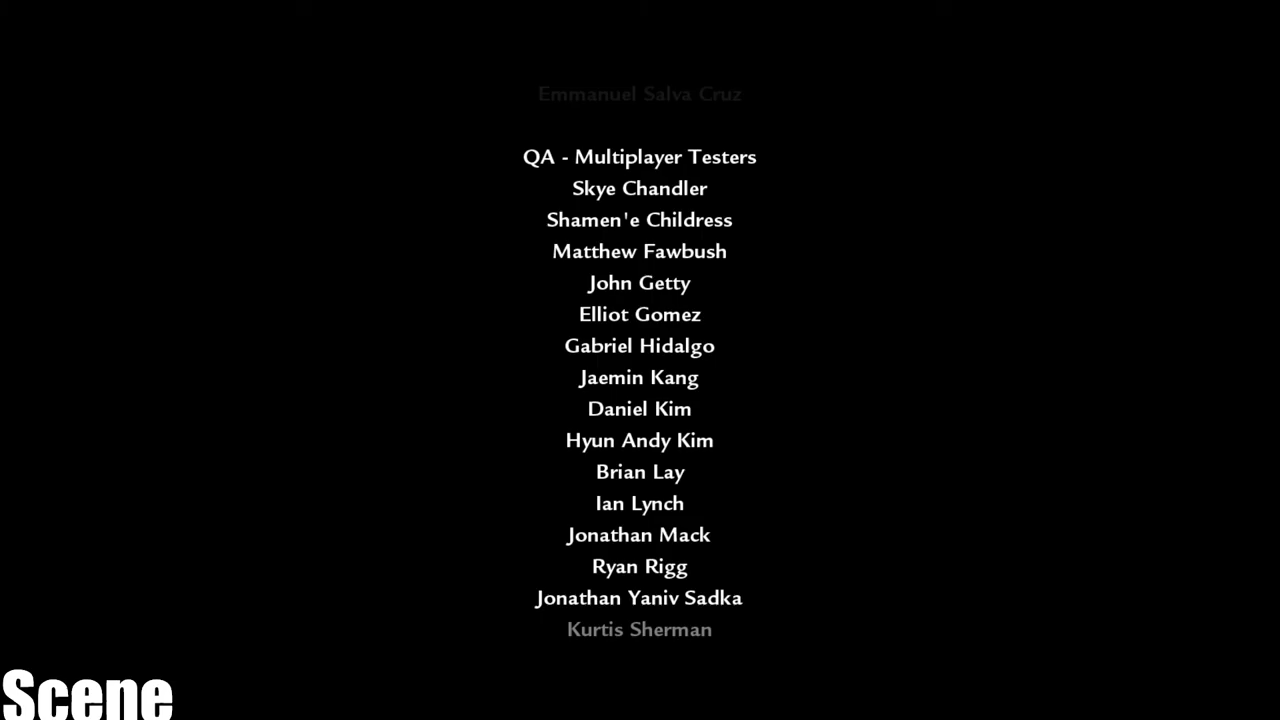 Emmanuel Salva Cruz
QA - Multiplayer Testers
Skye Chandler
Shamen'e Childress
Matthew Fawbush
John Getty
Elliot Gomez
Gabriel Hidalgo
Jaemin Kang
Daniel Kim
Hyun Andy Kim
Brian Lay
Ian Lynch
Jonathan Mack
Ryan Rigg
Jonathan Yaniv Sadka
Kurtis Sherman
Scene